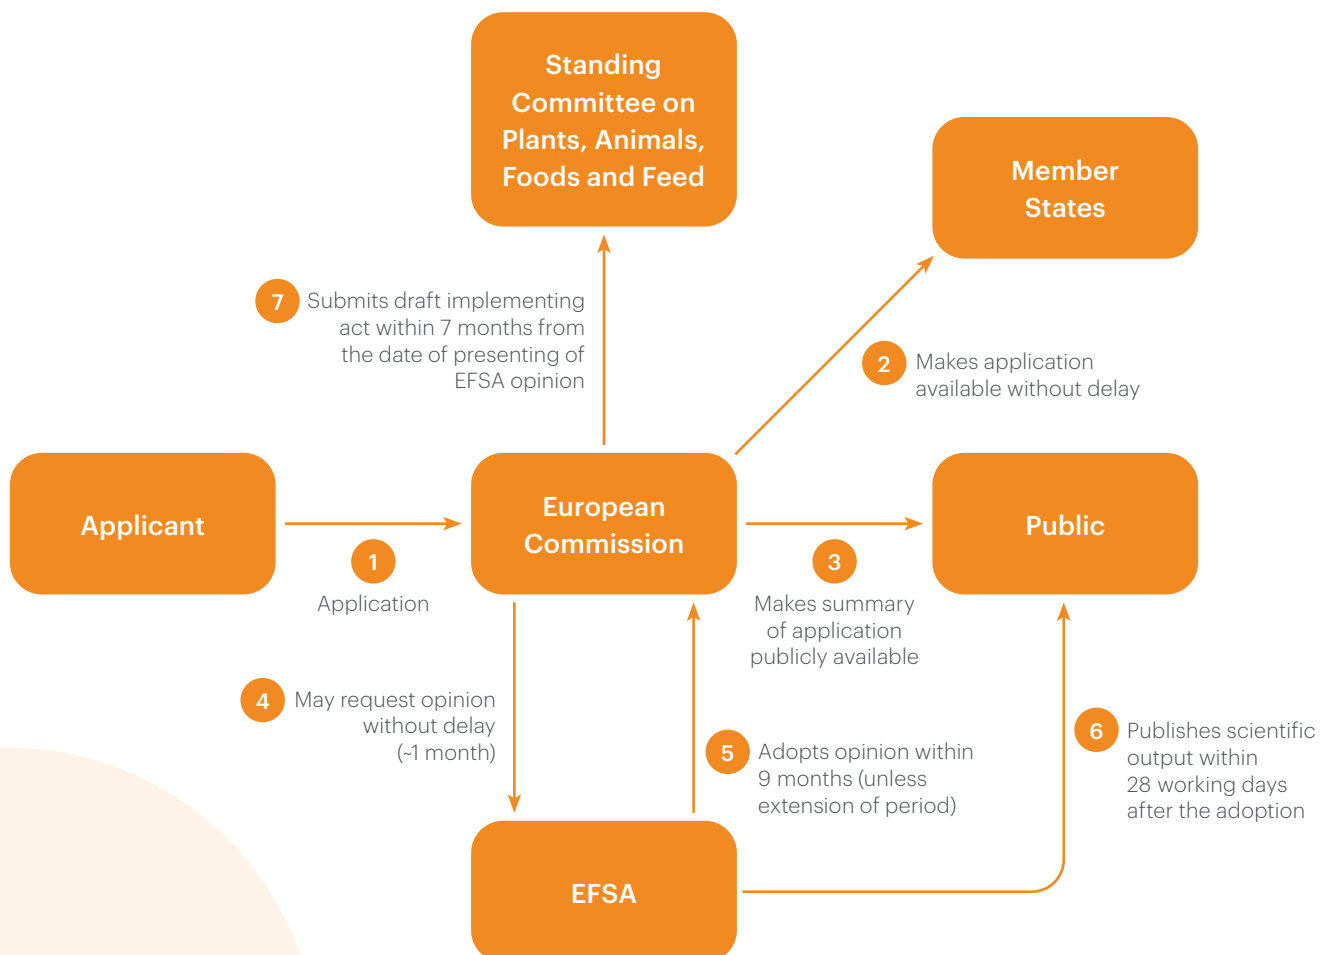 Standing
Committee on
Plants, Animals,
Foods and Feed
Member
States
7
Submits draft implementing
act within 7 months from
the date of presenting of
EFSA opinion
2
Makes application
available without delay
Applicant
European
Commission
Public
1
Application
3
Makes summary
of application
publicly available
4
May request opinion
without delay
(~1 month)
5
Adopts opinion within
9 months (unless
extension of period)
6
Publishes scientific
output within
28 working days
after the adoption
EFSA